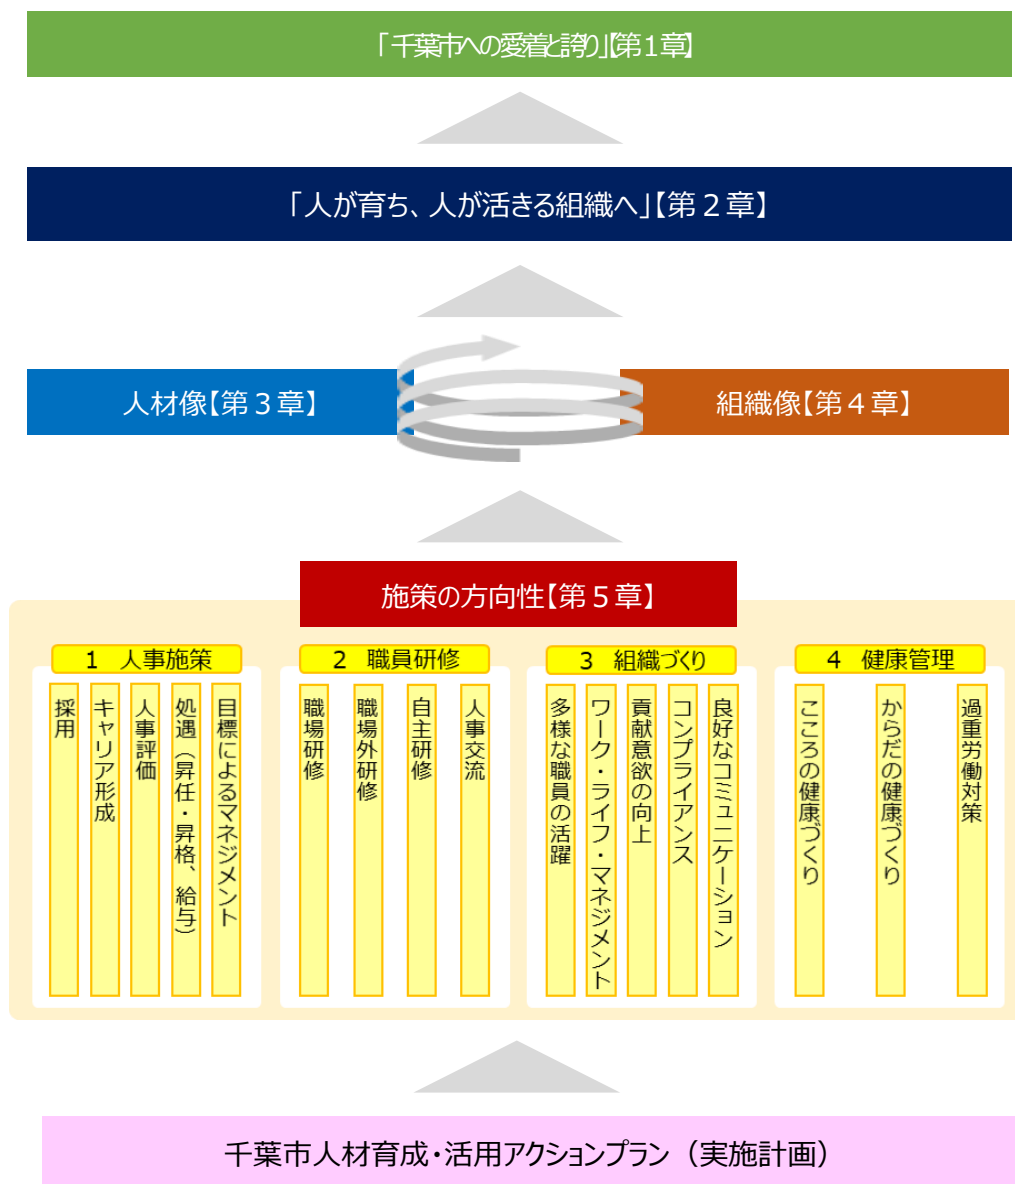 「千葉市への愛着と誇り」【第１章】
「人が育ち、人が活きる組織へ」【第２章】
人材像【第３章】
組織像【第４章】
施策の方向性【第５章】
１　人事施策
採用
キャリア形成
人事評価
処遇（昇任・昇格、給与）
目標によるマネジメント
２　職員研修
職場研修
職場外研修
自主研修
人事交流
３　組織づくり
多様な職員の活躍
ワーク・ライフ・マネジメント
貢献意欲の向上
コンプライアンス
良好なコミュニケーション
４　健康管理
こころの健康づくり
からだの健康づくり
過重労働対策
千葉市人材育成・活用アクションプラン（実施計画）